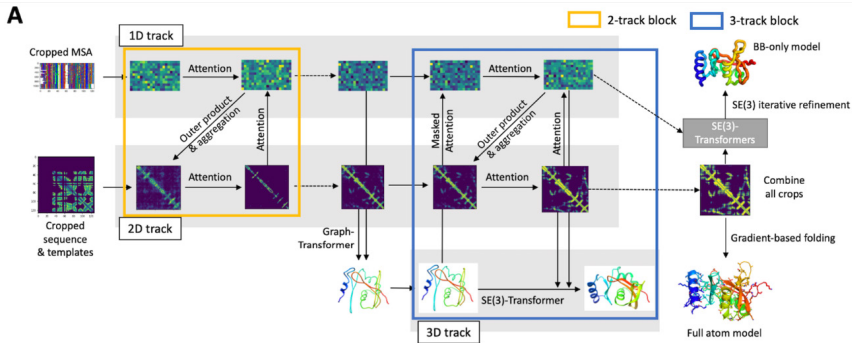 A
2-track block
3-track block
1D track
Cropped MSA
Attention
Attention
BB-only model
SE(3) iterative refinement
Outer product
& aggregation
Attention
Masked
Attention
Outer product
& aggregation
Attention
SE(3)-
Transformers
Attention
Attention
Combine
all crops
Cropped
sequence
& templates
2D track
Graph-
Transformer
Gradient-based folding
SE(3)-Transformer
3D track
Full atom model